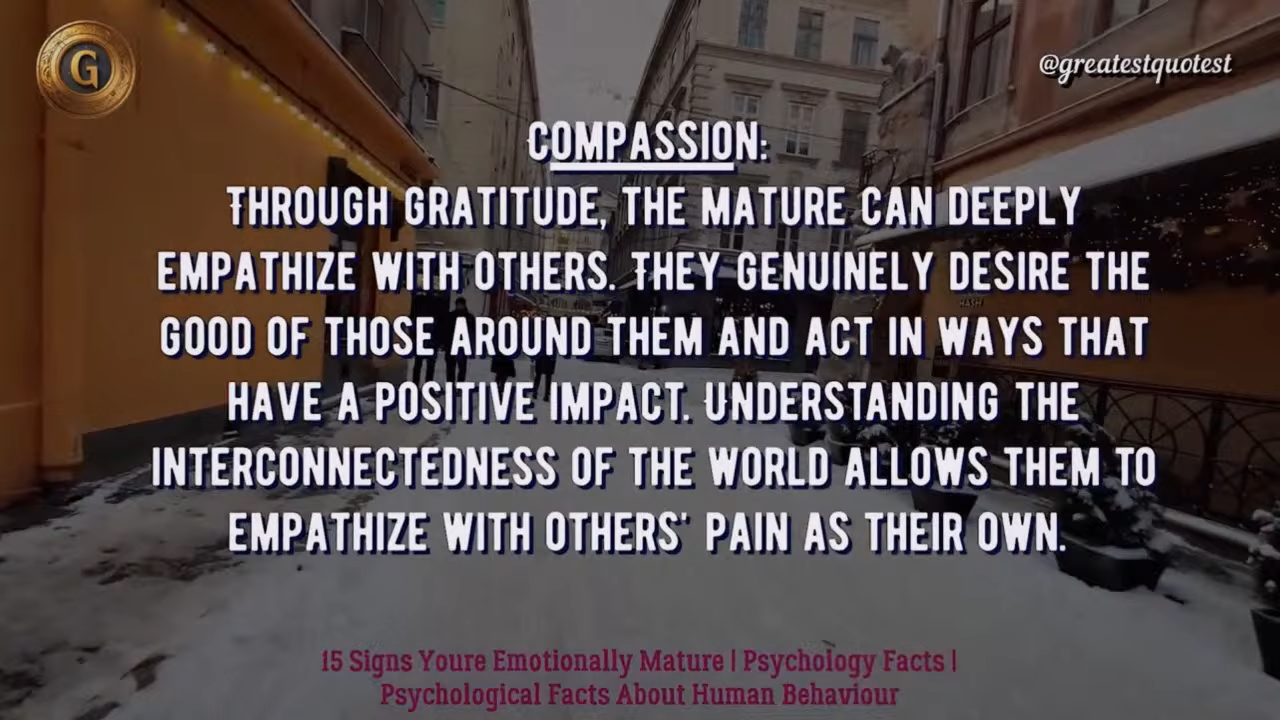 G
@greatestquotest
COMPASSION:
THROUGH GRATITUDE, THE MATURE CAN DEEPLY
EMPATHIZE WITH OTHERS. THEY GENUINELY DESIRE THE
GOOD OF THOSE AROUND THEM AND ACT IN WAYS THAT
HAVE A POSITIVE IMPACT. UNDERSTANDING THE
INTERCONNECTEDNESS OF THE WORLD ALLOWS THEM TO
EMPATHIZE WITH OTHERS' PAIN AS THEIR OWN.
15 Signs Youre Emotionally Mature | Psychology Facts |
Psychological Facts About Human Behaviour